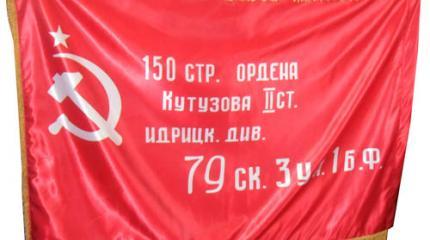 150 СТР. ОРДЕНА
КУТУЗОВА II СТ.
ИДРИЦК. ДИВ.
79 СК. 3 У.А. 1 Б.Ф.